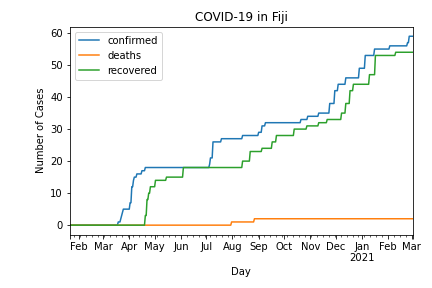 COVID-19 in Fiji
confirmed
deaths
recovered
Number of Cases
60
50
40
30
20
10
0
Feb Mar Apr May Jun Jul Aug Sep Oct Nov Dec Jan Feb Mar
2021
Day